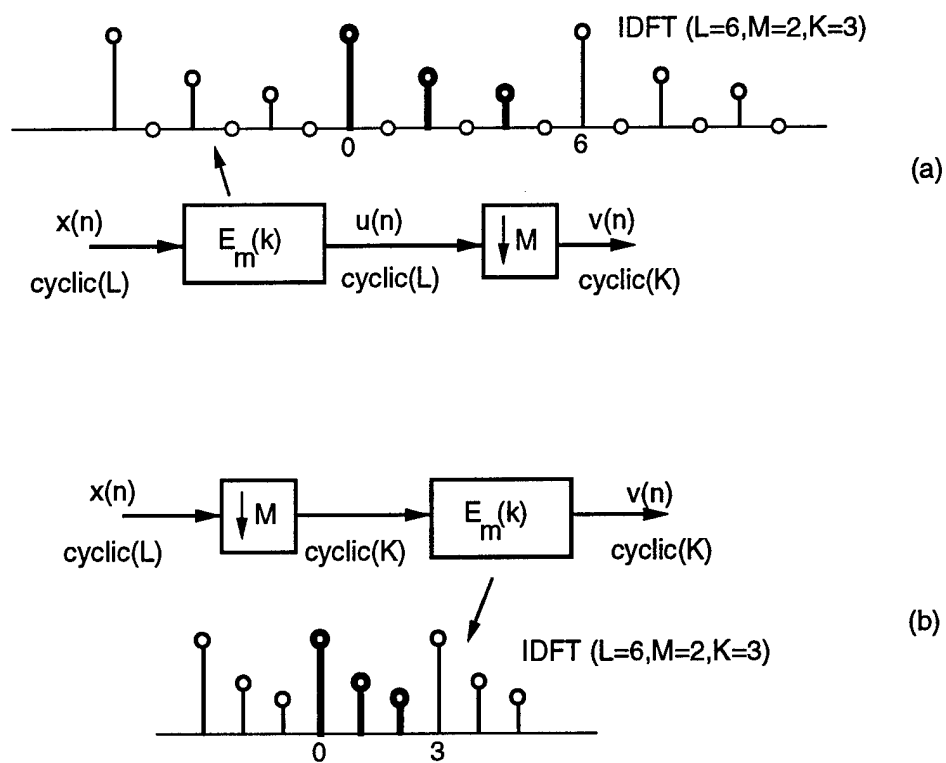 IDFT (L=6,M=2,K=3)
0
6
(a)
x(n)
E_m(k)
u(n)
↓ M
v(n)
cyclic(L)
cyclic(L)
cyclic(K)
x(n)
↓ M
E_m(k)
v(n)
cyclic(L)
cyclic(K)
cyclic(K)
(b)
IDFT (L=6,M=2,K=3)
0
3